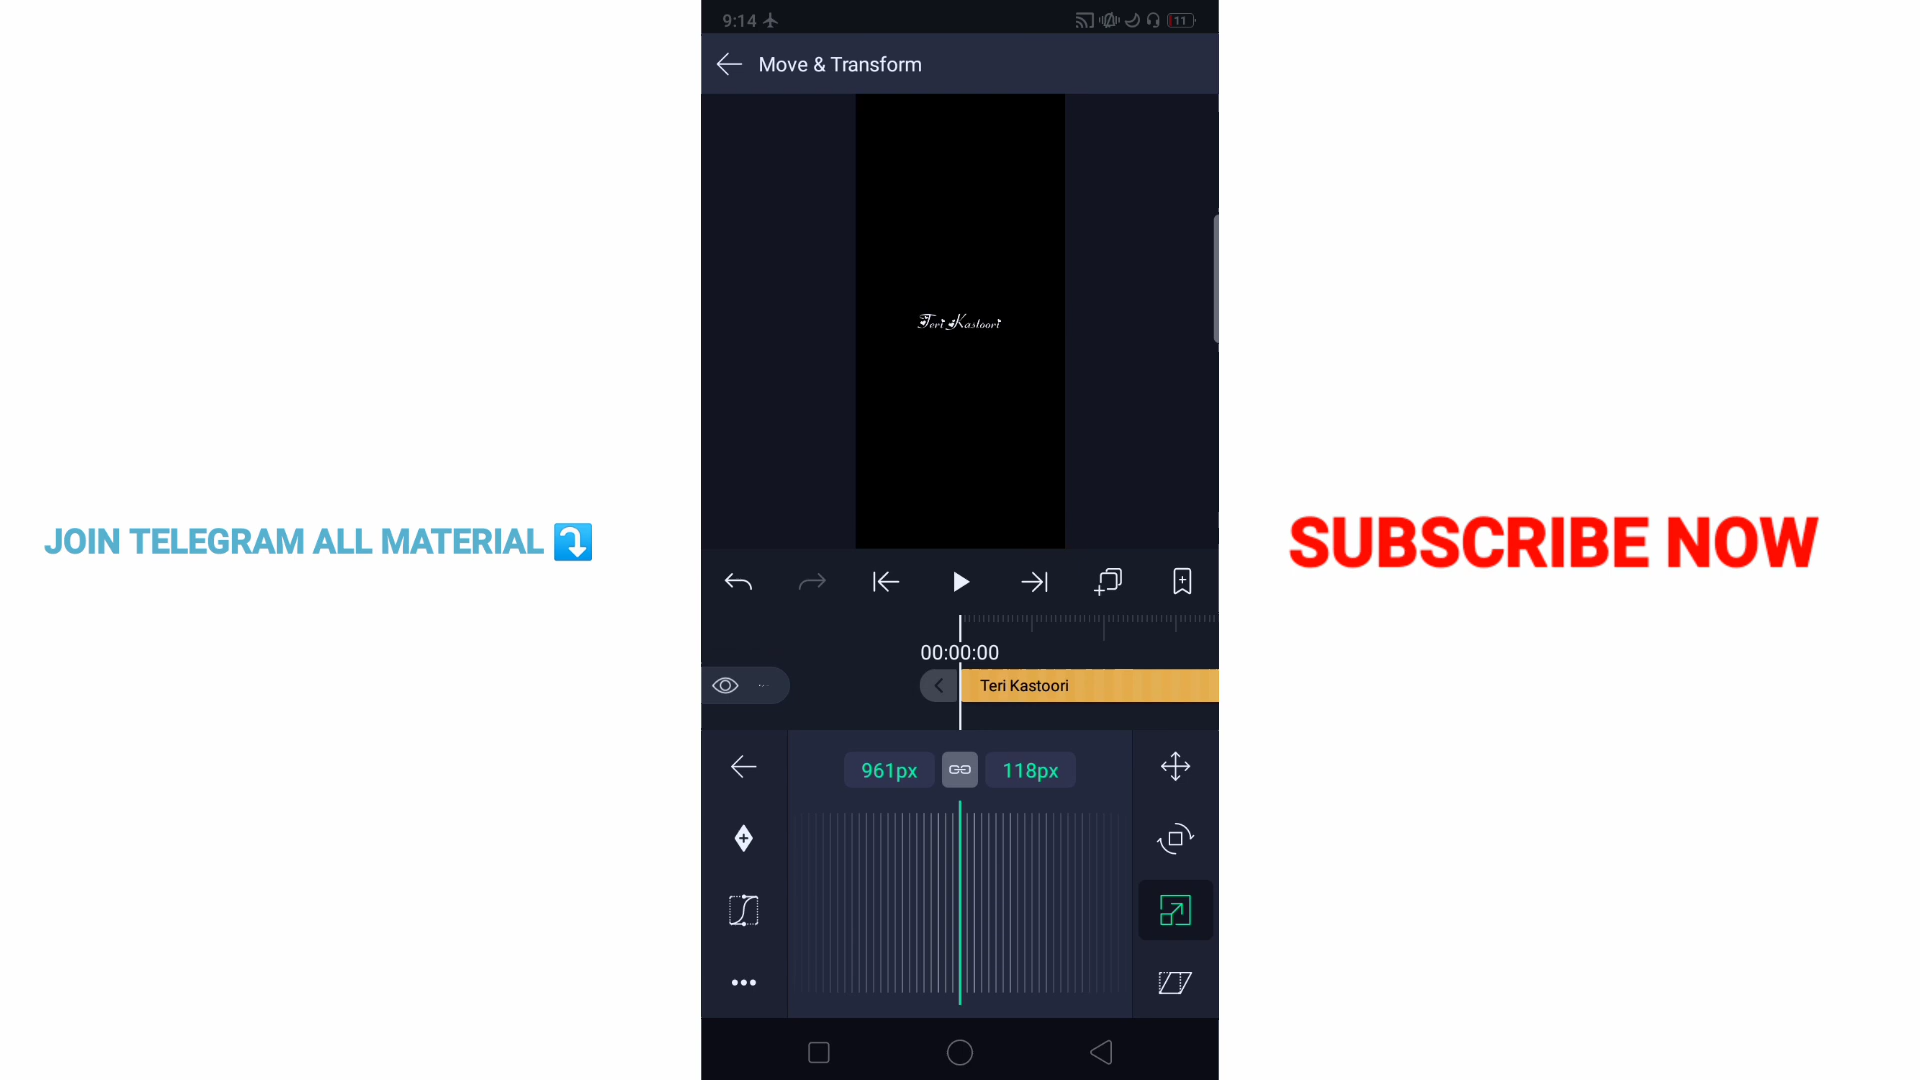 9:14
11
Move & Transform
Teri Kastoori
JOIN TELEGRAM ALL MATERIAL
SUBSCRIBE NOW
00:00:00
Teri Kastoori
961px
118px